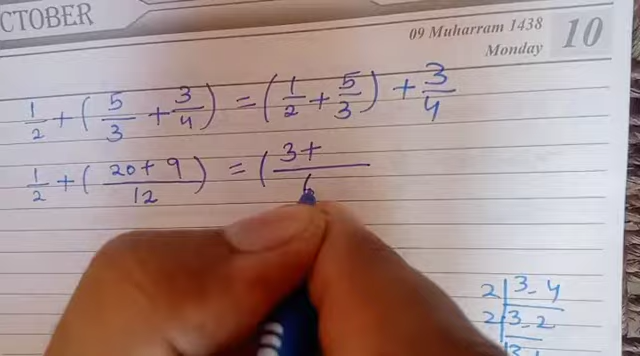 CTOBER
09 Muharram 1438
Monday
10
1/2 + ( 5/3 + 3/4 ) = ( 1/2 + 5/3 ) + 3/4
1/2 + ( 20 + 9 / 12 ) = ( 3 +
2 | 3 - 4
2 | 3 - 2